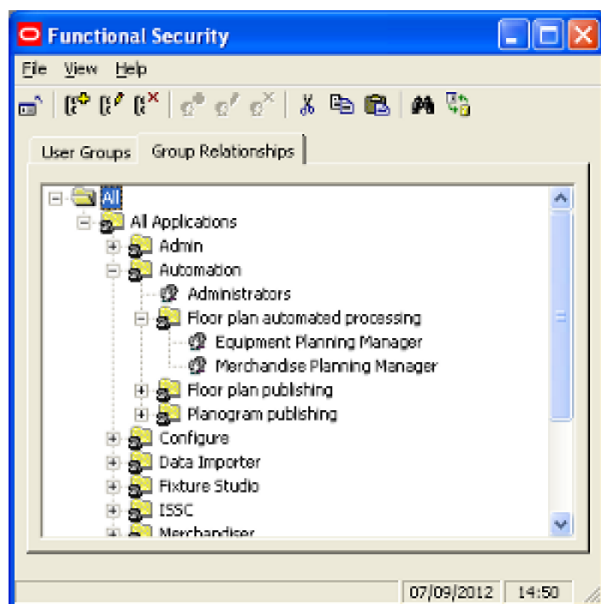 Functional Security
File View Help
User Groups Group Relationships
All
All Applications
Admin
Automation
Administrators
Floor plan automated processing
Equipment Planning Manager
Merchandise Planning Manager
Floor plan publishing
Planogram publishing
Configure
Data Importer
Fixture Studio
ISSC
Merchandiser
07/09/2012 14:50